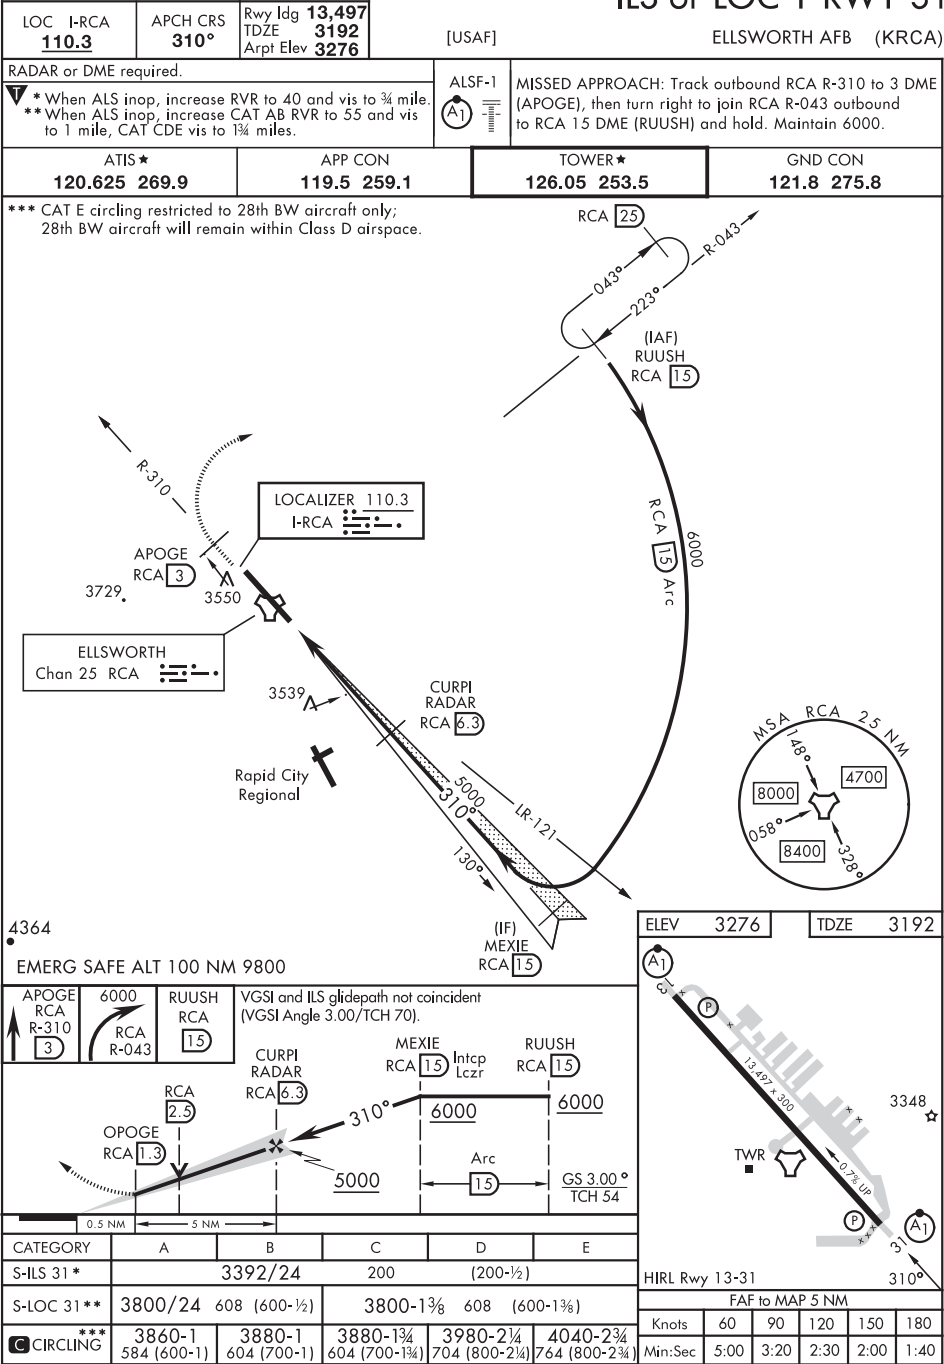 ILS or LOC Y RWY 31
LOC I-RCA
110.3
APCH CRS
310°
Rwy ldg 13,497
TDZE 3192
Arpt Elev 3276
[USAF]
ELLSWORTH AFB (KRCA)
RADAR or DME required.
T
* When ALS inop, increase RVR to 40 and vis to ¾ mile.
** When ALS inop, increase CAT AB RVR to 55 and vis
to 1 mile, CAT CDE vis to 1¾ miles.
ALSF-1
A1
MISSED APPROACH: Track outbound RCA R-310 to 3 DME
(APOGE), then turn right to join RCA R-043 outbound
to RCA 15 DME (RUUSH) and hold. Maintain 6000.
ATIS★
120.625 269.9
APP CON
119.5 259.1
TOWER★
126.05 253.5
GND CON
121.8 275.8
*** CAT E circling restricted to 28th BW aircraft only;
28th BW aircraft will remain within Class D airspace.
RCA 25
R-043
043°
223°
(IAF)
RUUSH
RCA 15
R-310
LOCALIZER 110.3
I-RCA
RCA 15 Arc
6000
APOGE
RCA 3
3729
3550
ELLSWORTH
Chan 25 RCA
3539
CURPI
RADAR
RCA 6.3
Rapid City
Regional
5000
310°
LR-121
130°
MSA RCA 25 NM
148°
8000
4700
058°
8400
328°
4364
(IF)
MEXIE
RCA 15
EMERG SAFE ALT 100 NM 9800
ELEV 3276
TDZE 3192
A1
P
13,497 x 300
3348
TWR
0.7% UP
P
A1
31
310°
HIRL Rwy 13-31
APOGE
RCA
R-310
3
6000
RCA
R-043
RUUSH
RCA
15
VGSI and ILS glidepath not coincident
(VGSI Angle 3.00/TCH 70).
CURPI
RADAR
RCA 6.3
MEXIE
RCA 15
Intcp
Lczr
RUUSH
RCA 15
RCA
2.5
OPOGE
RCA 1.3
310°
6000
6000
5000
Arc
15
GS 3.00°
TCH 54
0.5 NM
5 NM
CATEGORY A B C D E
S-ILS 31* 3392/24 200 (200-½)
S-LOC 31** 3800/24 608 (600-½) 3800-1⅜ 608 (600-1⅜)
C CIRCLING*** 3860-1 3880-1 3880-1¾ 3980-2¼ 4040-2¾
584 (600-1) 604 (700-1) 604 (700-1¾) 704 (800-2¼) 764 (800-2¾)
FAF to MAP 5 NM
Knots 60 90 120 150 180
Min:Sec 5:00 3:20 2:30 2:00 1:40